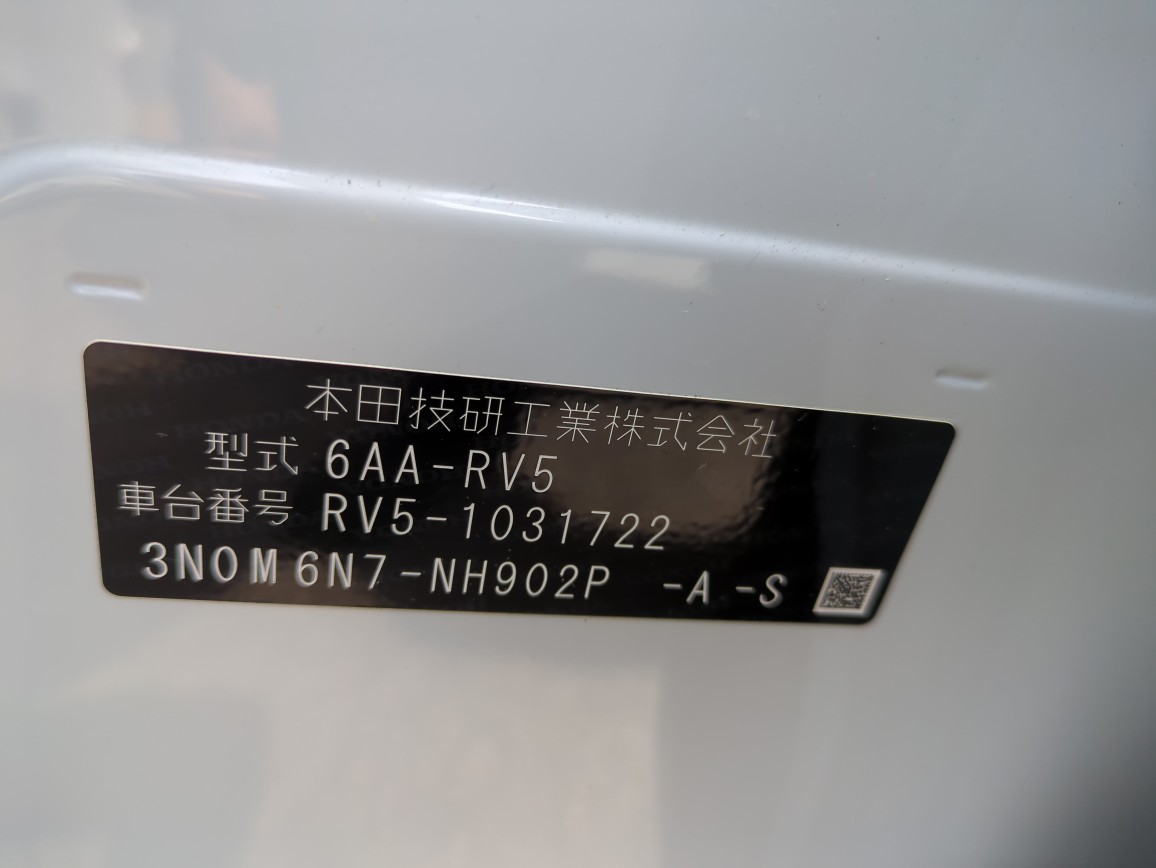 本田技研工業株式会社
型式 6AA-RV5
車台番号 RV5-1031722
3N0M6N7-NH902P -A -S